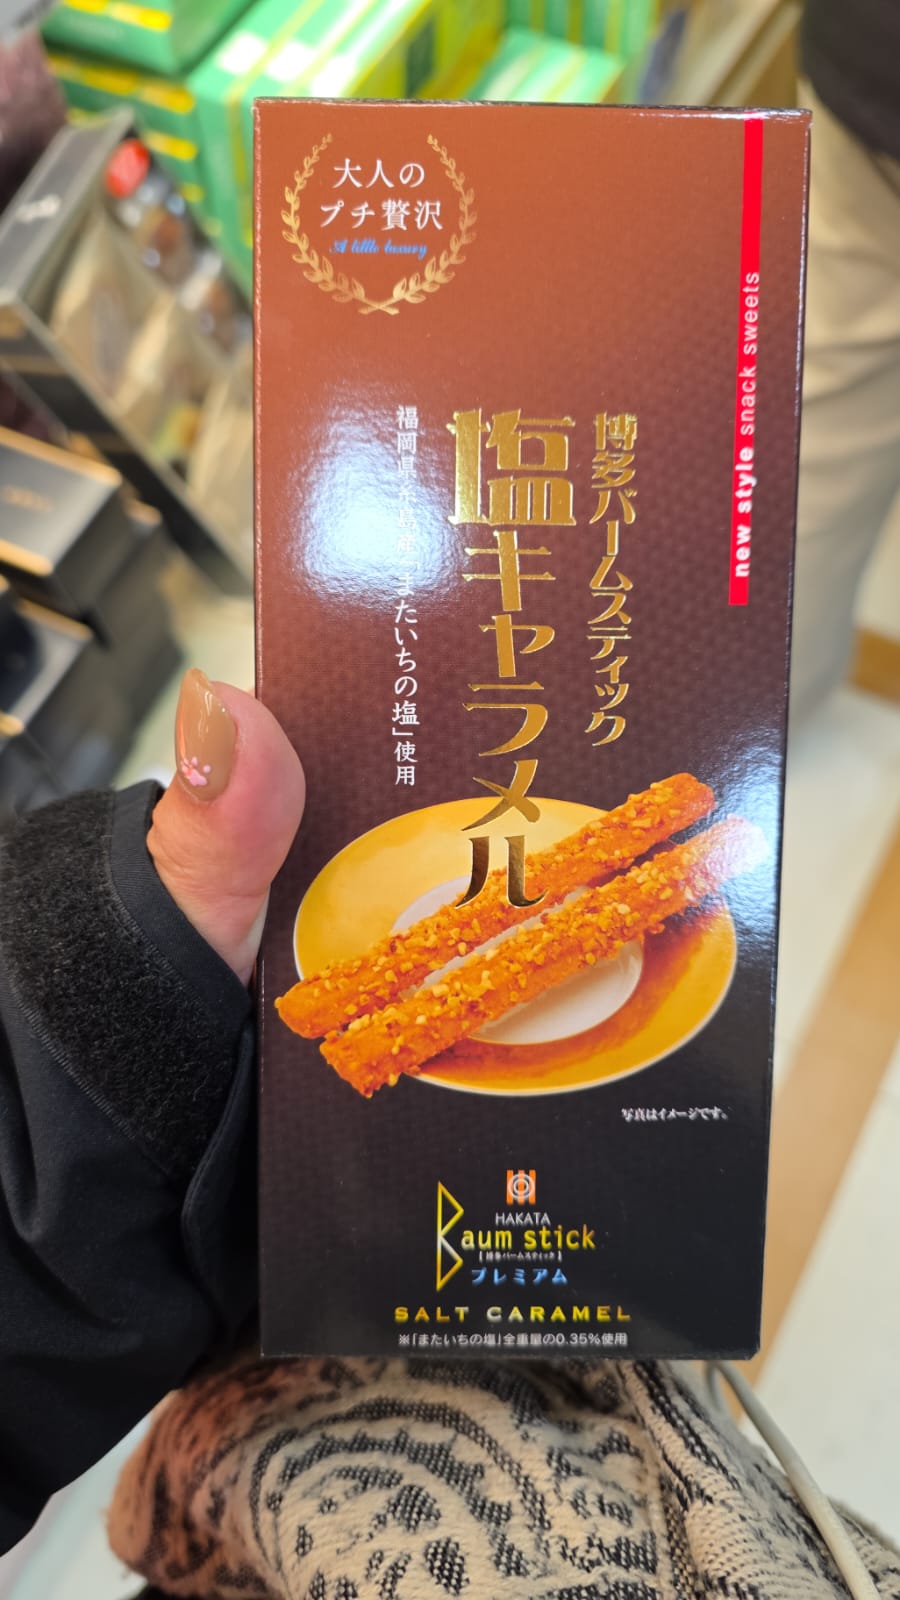 大人の
プチ贅沢
A little luxury
new style snack sweets
博多バームスティック
塩キャラメル
福岡県糸島産「またいちの塩」使用
写真はイメージです。
HAKATA
Baum stick
【博多バームスティック】
プレミアム
SALT CARAMEL
※「またいちの塩」全重量の0.35%使用